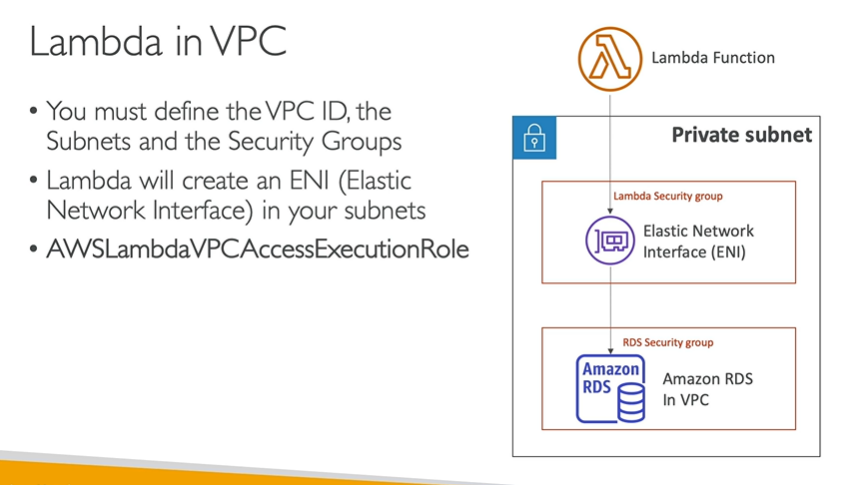 Lambda in VPC
• You must define the VPC ID, the
Subnets and the Security Groups
• Lambda will create an ENI (Elastic
Network Interface) in your subnets
• AWSLambdaVPCAccessExecutionRole
Lambda Function
Private subnet
Lambda Security group
Elastic Network
Interface (ENI)
RDS Security group
Amazon
RDS
Amazon RDS
In VPC